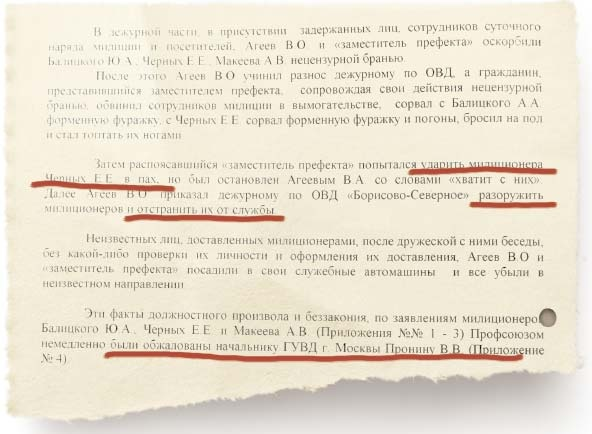 В дежурной части, в присутствии задержанных лиц, сотрудников суточного
наряда милиции и посетителей, Агеев В.О. и «заместитель префекта» оскорбили
Балицкого Ю.А., Черных Е.Е., Макеева А.В. нецензурной бранью.
После этого Агеев В.О. учинил разнос дежурному по ОВД, а гражданин,
представившийся заместителем префекта, сопровождая свои действия нецензурной
бранью, обвинил сотрудников милиции в вымогательстве, сорвал с Балицкого А.А.
форменную фуражку, с Черных Е.Е. сорвал форменную фуражку и погоны, бросил на пол
и стал топтать их ногами.
Затем распоясавшийся «заместитель префекта» попытался ударить милиционера
Черных Е.Е. в пах, но был остановлен Агеевым В.А. со словами «хватит с них».
Далее Агеев В.О. приказал дежурному по ОВД «Борисово-Северное» разоружить
милиционеров и отстранить их от службы.
Неизвестных лиц, доставленных милиционерами, после дружеской с ними беседы,
без какой-либо проверки их личности и оформления их доставления, Агеев В.О. и
«заместитель префекта» посадили в свои служебные автомашины и все убыли в
неизвестном направлении.
Эти факты должностного произвола и беззакония, по заявлениям милиционеро
Балицкого Ю.А., Черных Е.Е. и Макеева А.В. (Приложения №№ 1 - 3) Профсоюзом
немедленно были обжалованы начальнику ГУВД г. Москвы Пронину В.В. (Приложение
№ 4).